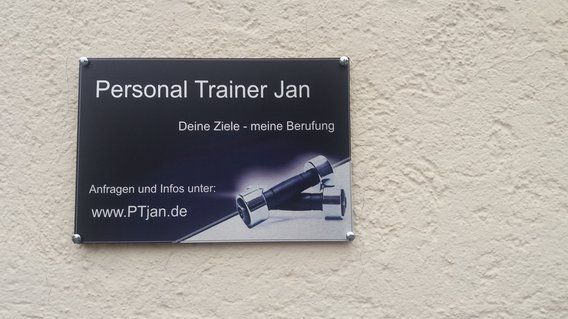 Personal Trainer Jan
Deine Ziele - meine Berufung
Anfragen und Infos unter:
www.PTjan.de